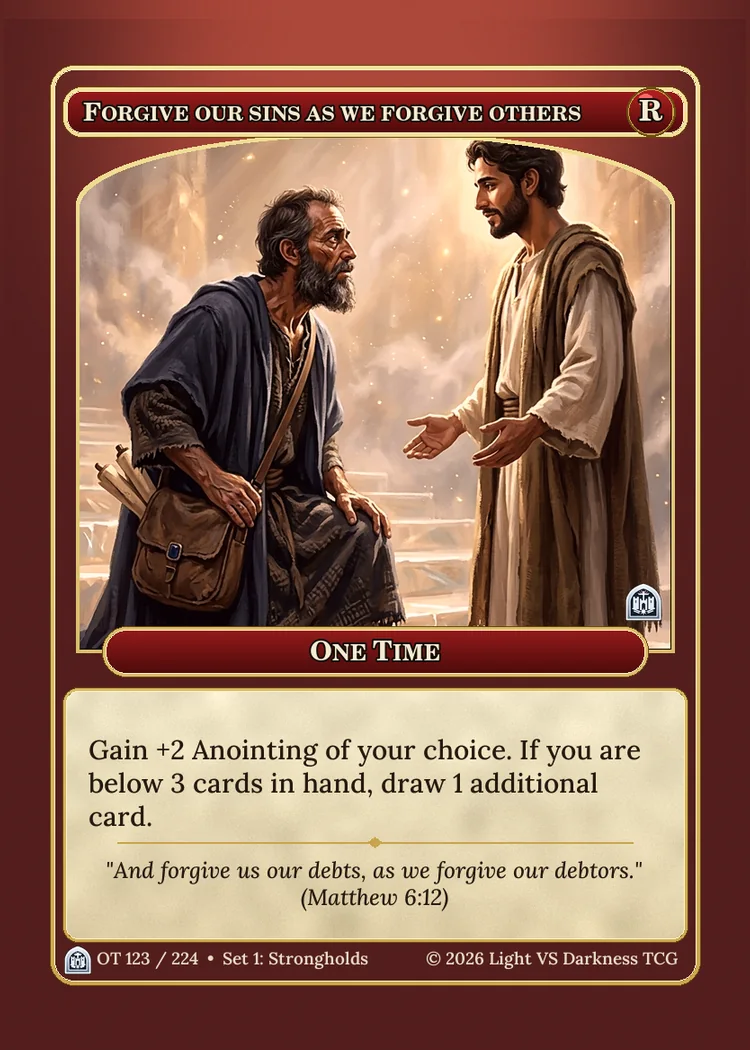 Forgive our sins as we forgive others
R
One Time
Gain +2 Anointing of your choice. If you are
below 3 cards in hand, draw 1 additional
card.
"And forgive us our debts, as we forgive our debtors."
(Matthew 6:12)
OT 123 / 224 • Set 1: Strongholds © 2026 Light VS Darkness TCG